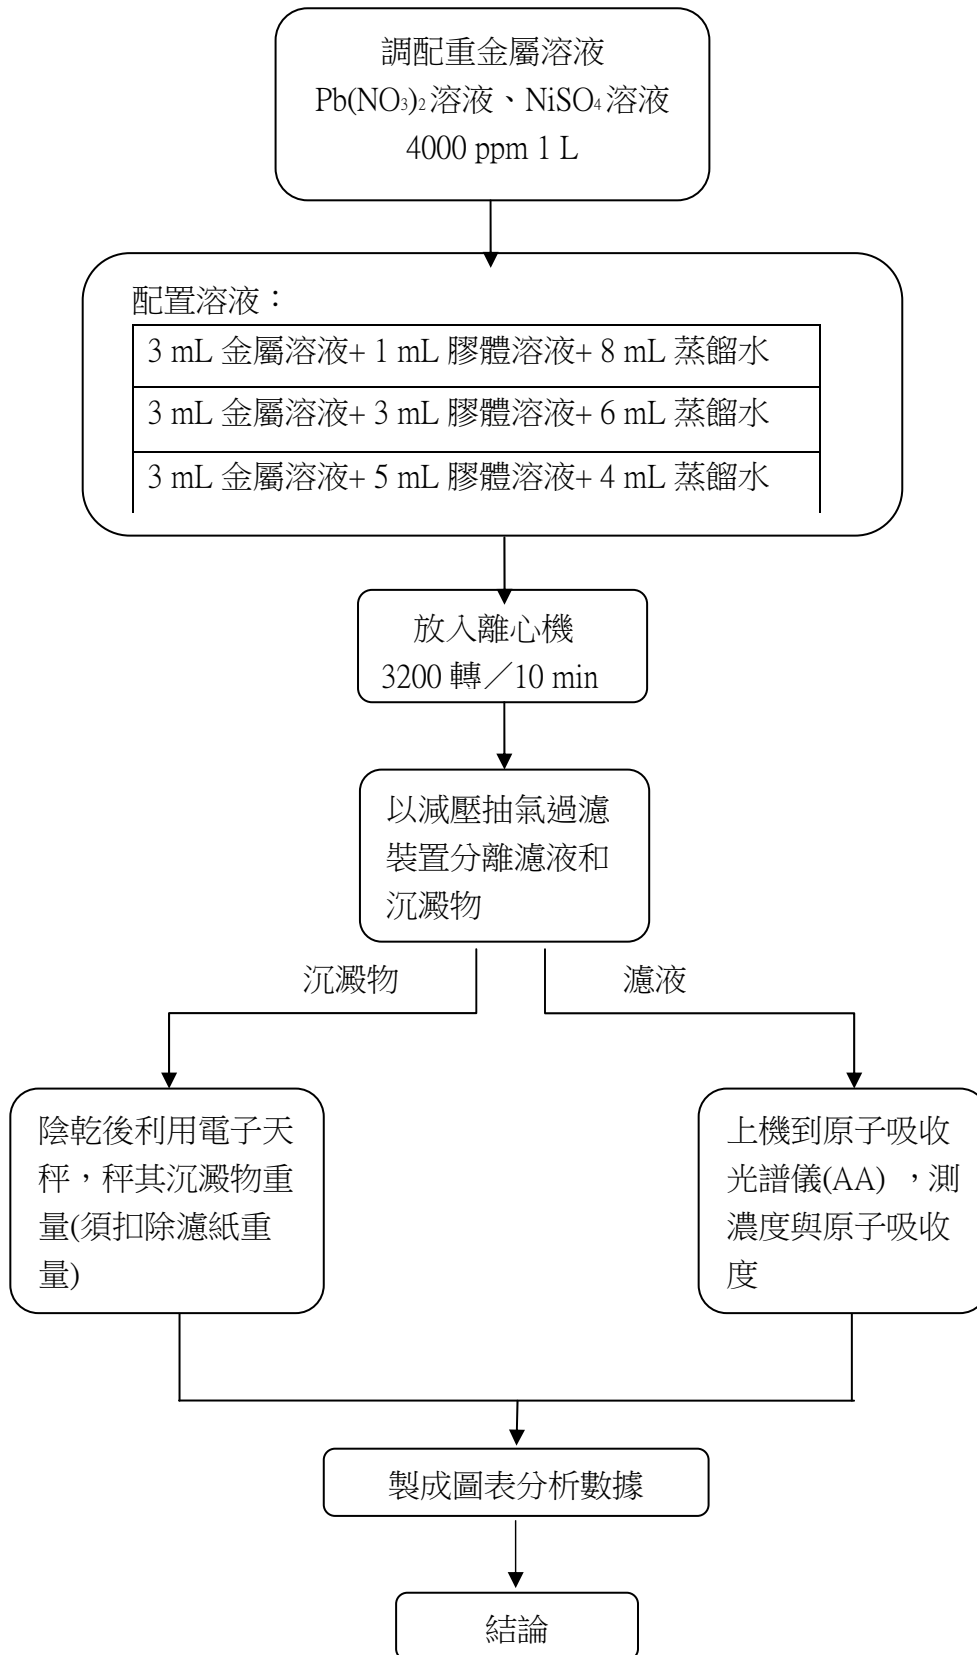 調配重金屬溶液
Pb(NO₃)₂溶液、NiSO₄溶液
4000 ppm 1 L
配置溶液：
3 mL 金屬溶液+ 1 mL 膠體溶液+ 8 mL 蒸餾水
3 mL 金屬溶液+ 3 mL 膠體溶液+ 6 mL 蒸餾水
3 mL 金屬溶液+ 5 mL 膠體溶液+ 4 mL 蒸餾水
放入離心機
3200 轉／10 min
以減壓抽氣過濾
裝置分離濾液和
沉澱物
沉澱物
濾液
陰乾後利用電子天
秤，秤其沉澱物重
量(須扣除濾紙重
量)
上機到原子吸收
光譜儀(AA) ，測
濃度與原子吸收
度
製成圖表分析數據
結論